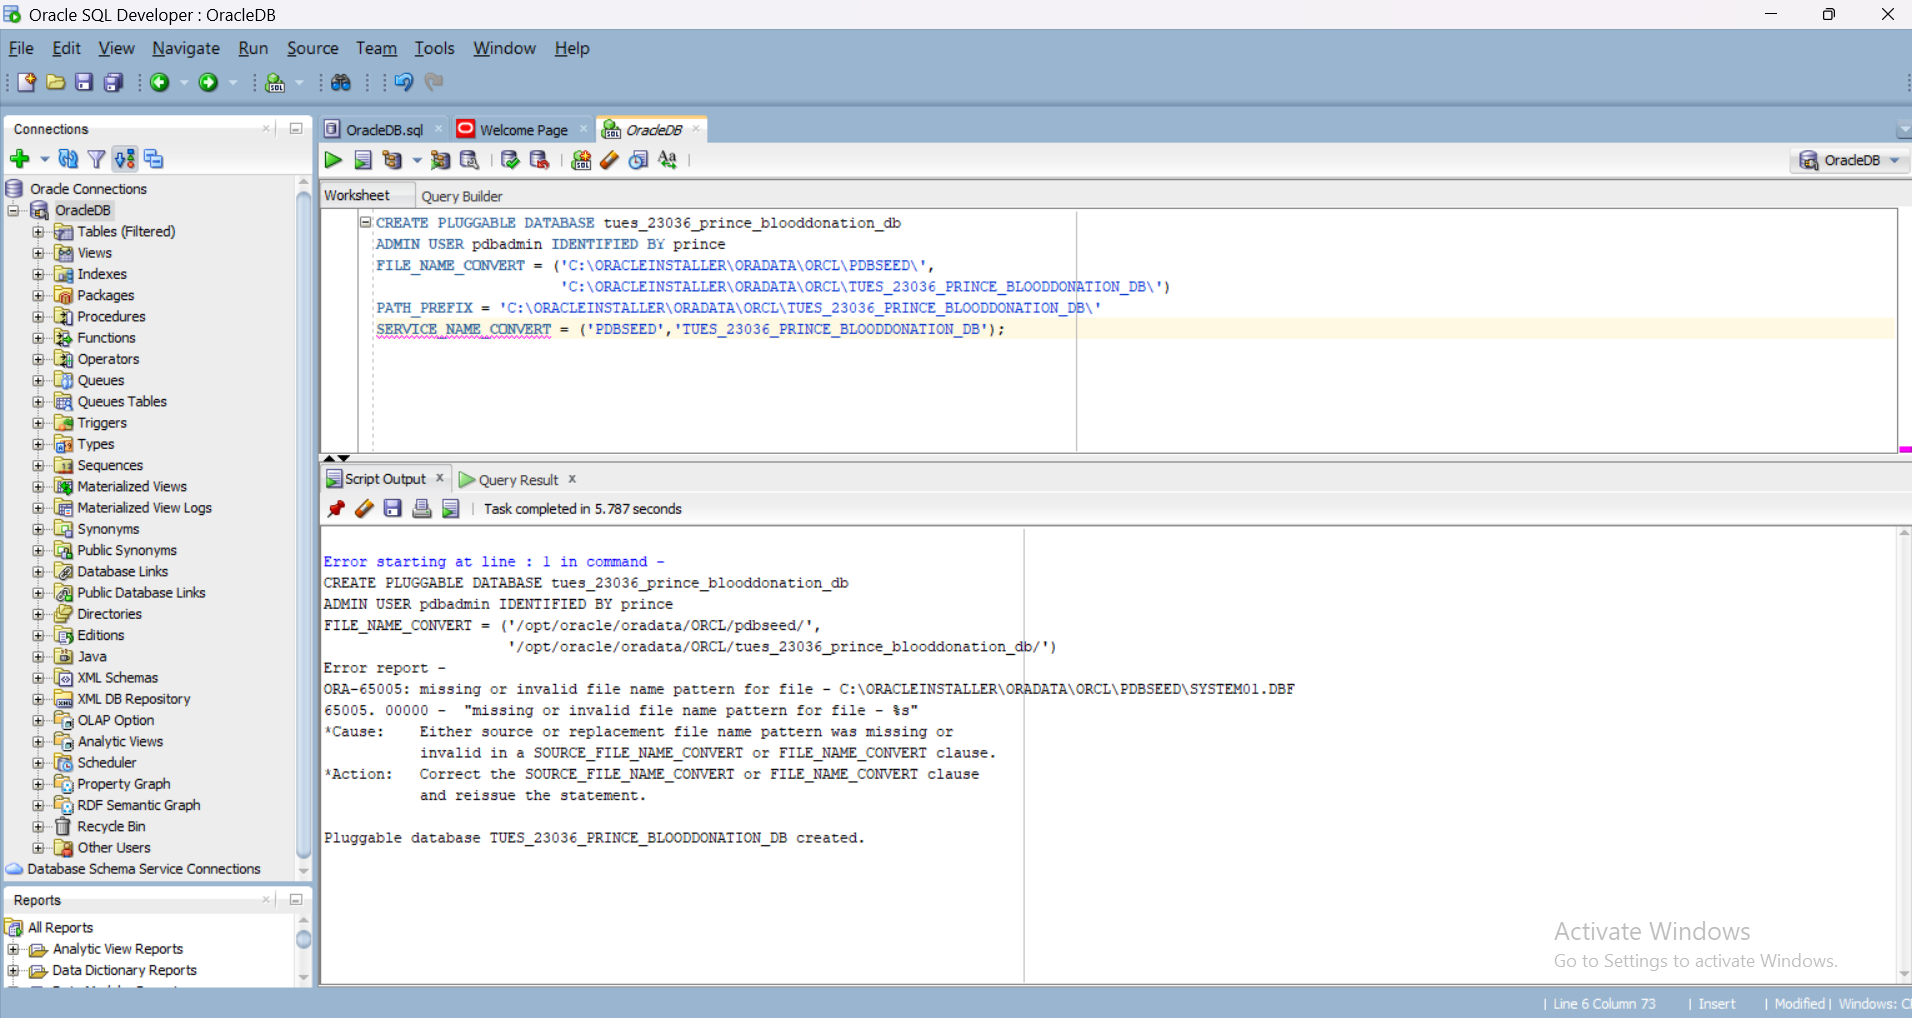 Oracle SQL Developer : OracleDB
File Edit View Navigate Run Source Team Tools Window Help
Connections
Oracle Connections
OracleDB
Tables (Filtered)
Views
Indexes
Packages
Procedures
Functions
Operators
Queues
Queues Tables
Triggers
Types
Sequences
Materialized Views
Materialized View Logs
Synonyms
Public Synonyms
Database Links
Public Database Links
Directories
Editions
Java
XML Schemas
XML DB Repository
OLAP Option
Analytic Views
Scheduler
Property Graph
RDF Semantic Graph
Recycle Bin
Other Users
Database Schema Service Connections
Reports
All Reports
Analytic View Reports
Data Dictionary Reports
OracleDB.sql Welcome Page OracleDB
OracleDB
Worksheet Query Builder
CREATE PLUGGABLE DATABASE tues_23036_prince_blooddonation_db
ADMIN USER pdbadmin IDENTIFIED BY prince
FILE_NAME_CONVERT = ('C:\ORACLEINSTALLER\ORADATA\ORCL\PDBSEED\',
'C:\ORACLEINSTALLER\ORADATA\ORCL\TUES_23036_PRINCE_BLOODDONATION_DB\')
PATH_PREFIX = 'C:\ORACLEINSTALLER\ORADATA\ORCL\TUES_23036_PRINCE_BLOODDONATION_DB\'
SERVICE_NAME_CONVERT = ('PDBSEED','TUES_23036_PRINCE_BLOODDONATION_DB');
Script Output Query Result
Task completed in 5.787 seconds
Error starting at line : 1 in command -
CREATE PLUGGABLE DATABASE tues_23036_prince_blooddonation_db
ADMIN USER pdbadmin IDENTIFIED BY prince
FILE_NAME_CONVERT = ('/opt/oracle/oradata/ORCL/pdbseed/',
'/opt/oracle/oradata/ORCL/tues_23036_prince_blooddonation_db/')
Error report -
ORA-65005: missing or invalid file name pattern for file - C:\ORACLEINSTALLER\ORADATA\ORCL\PDBSEED\SYSTEM01.DBF
65005. 00000 - "missing or invalid file name pattern for file - %s"
*Cause: Either source or replacement file name pattern was missing or
invalid in a SOURCE_FILE_NAME_CONVERT or FILE_NAME_CONVERT clause.
*Action: Correct the SOURCE_FILE_NAME_CONVERT or FILE_NAME_CONVERT clause
and reissue the statement.
Pluggable database TUES_23036_PRINCE_BLOODDONATION_DB created.
Activate Windows
Go to Settings to activate Windows.
Line 6 Column 73 Insert Modified Windows: